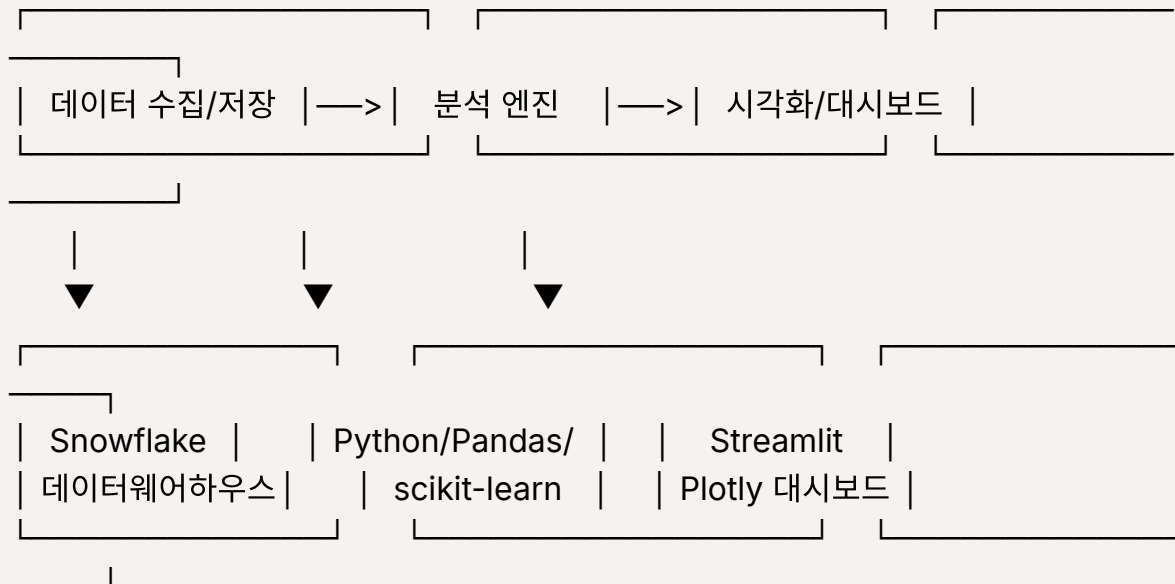 ┌─────────────────┐ ┌─────────────────┐ ┌──────────
───────┐
│ 데이터 수집/저장 │──>│ 분석 엔진 │──>│ 시각화/대시보드 │
└─────────────────┘ └─────────────────┘ └──────────
───────┘
│ │ │
▼ ▼ ▼
┌─────────────┐ ┌─────────────────┐ ┌────────────
────┐
│ Snowflake │ │ Python/Pandas/ │ │ Streamlit │
│ 데이터웨어하우스│ │ scikit-learn │ │ Plotly 대시보드 │
└─────────────┘ └─────────────────┘ └────────────